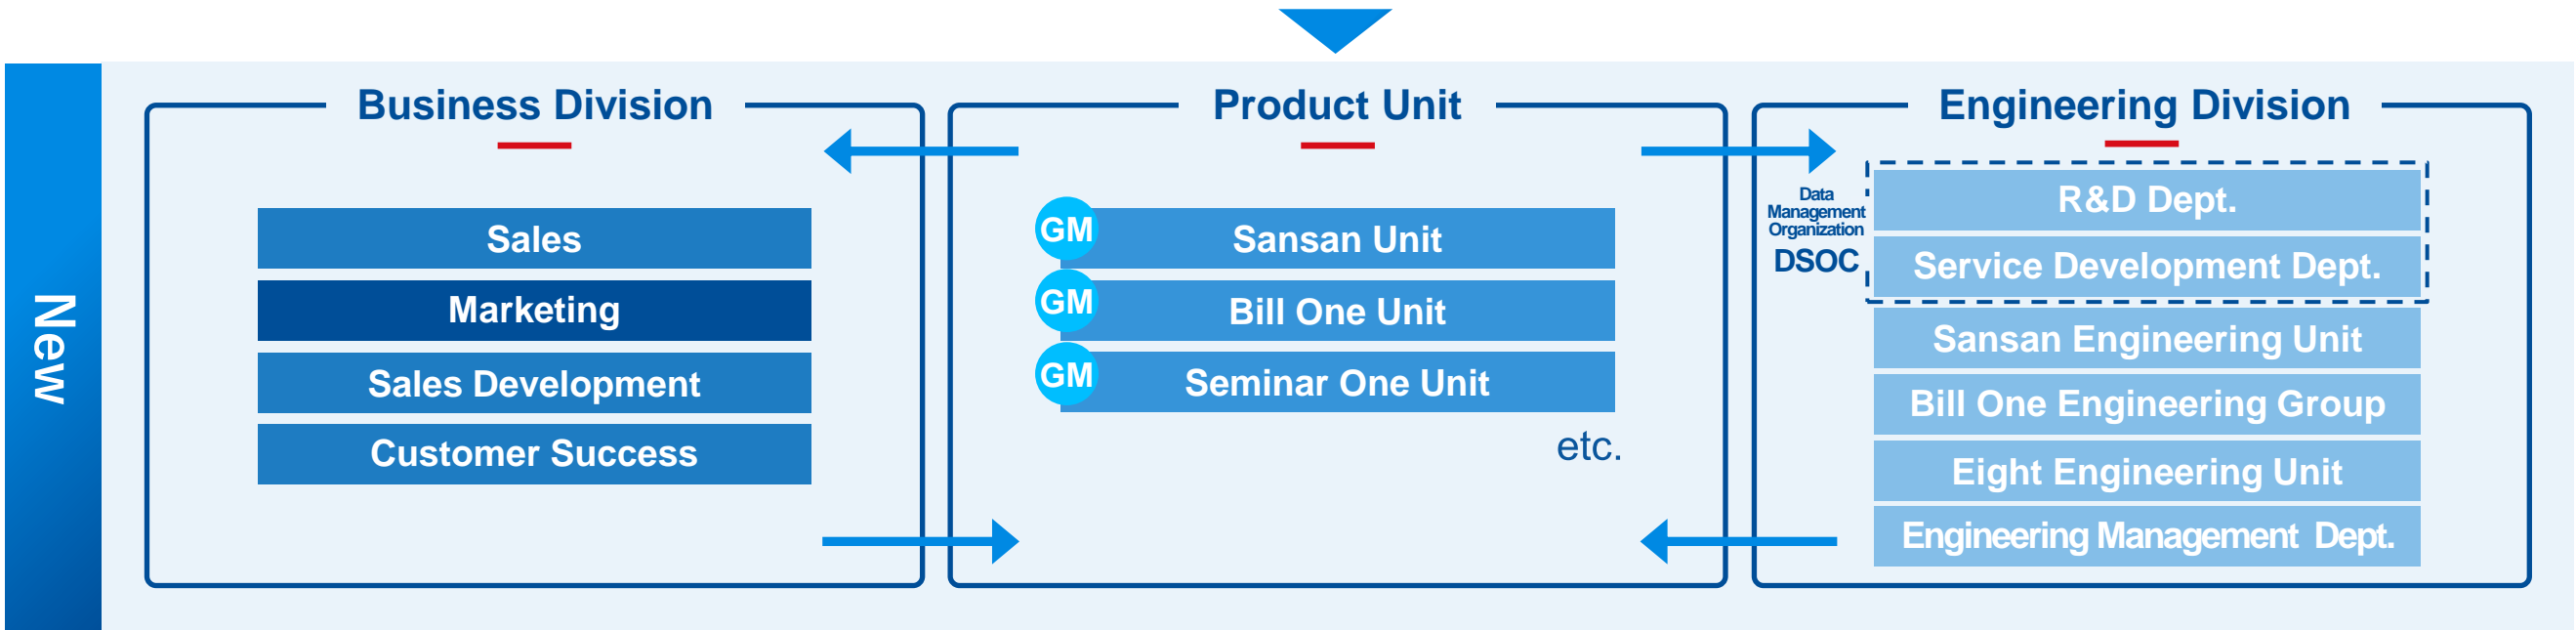 New
Business Division
Sales
Marketing
Sales Development
Customer Success
Product Unit
GM
Sansan Unit
GM
Bill One Unit
GM
Seminar One Unit
etc.
Engineering Division
Data
Management
Organization
DSOC
R&D Dept.
Service Development Dept.
Sansan Engineering Unit
Bill One Engineering Group
Eight Engineering Unit
Engineering Management Dept.